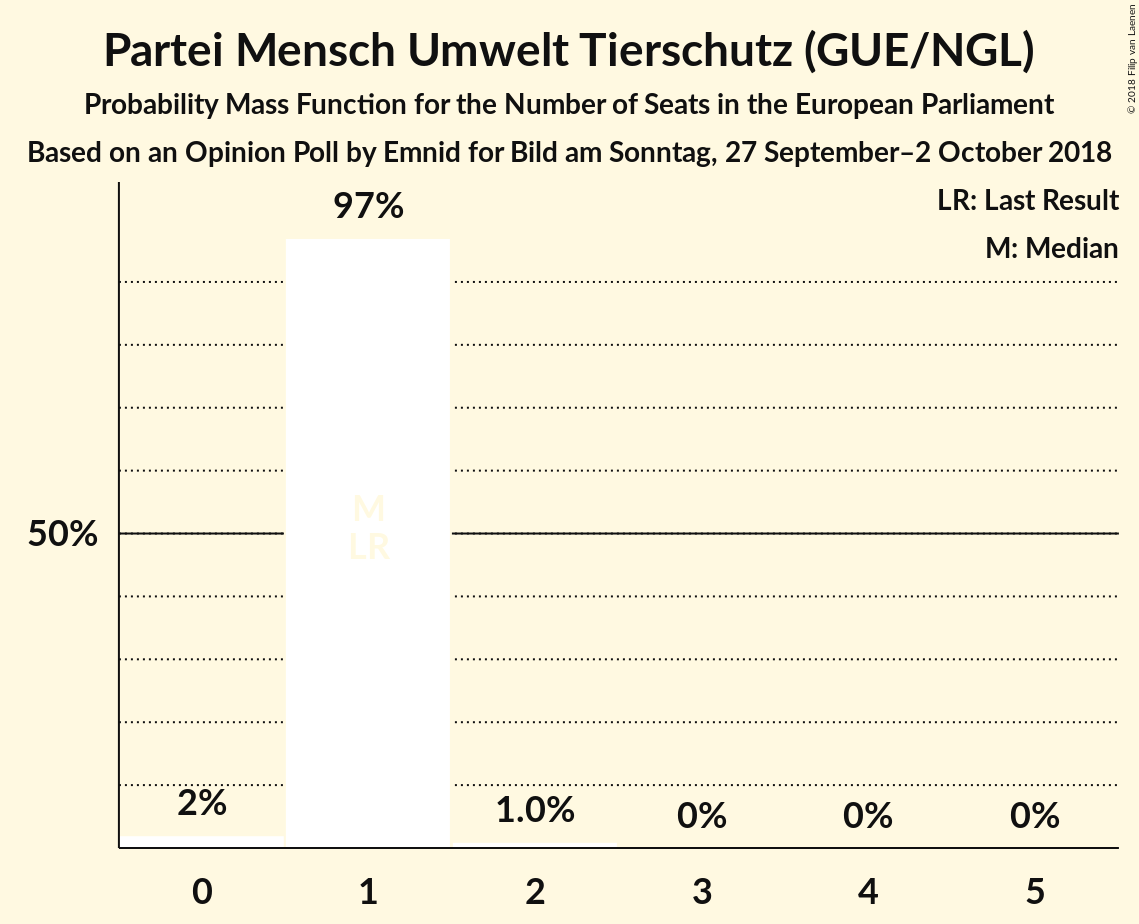 Partei Mensch Umwelt Tierschutz (GUE/NGL)
Probability Mass Function for the Number of Seats in the European Parliament
Based on an Opinion Poll by Emnid for Bild am Sonntag, 27 September–2 October 2018
© 2018 Filip van Laenen
LR: Last Result
M: Median
97%
M
LR
50%
2%
1.0%
0%
0%
0%
0
1
2
3
4
5